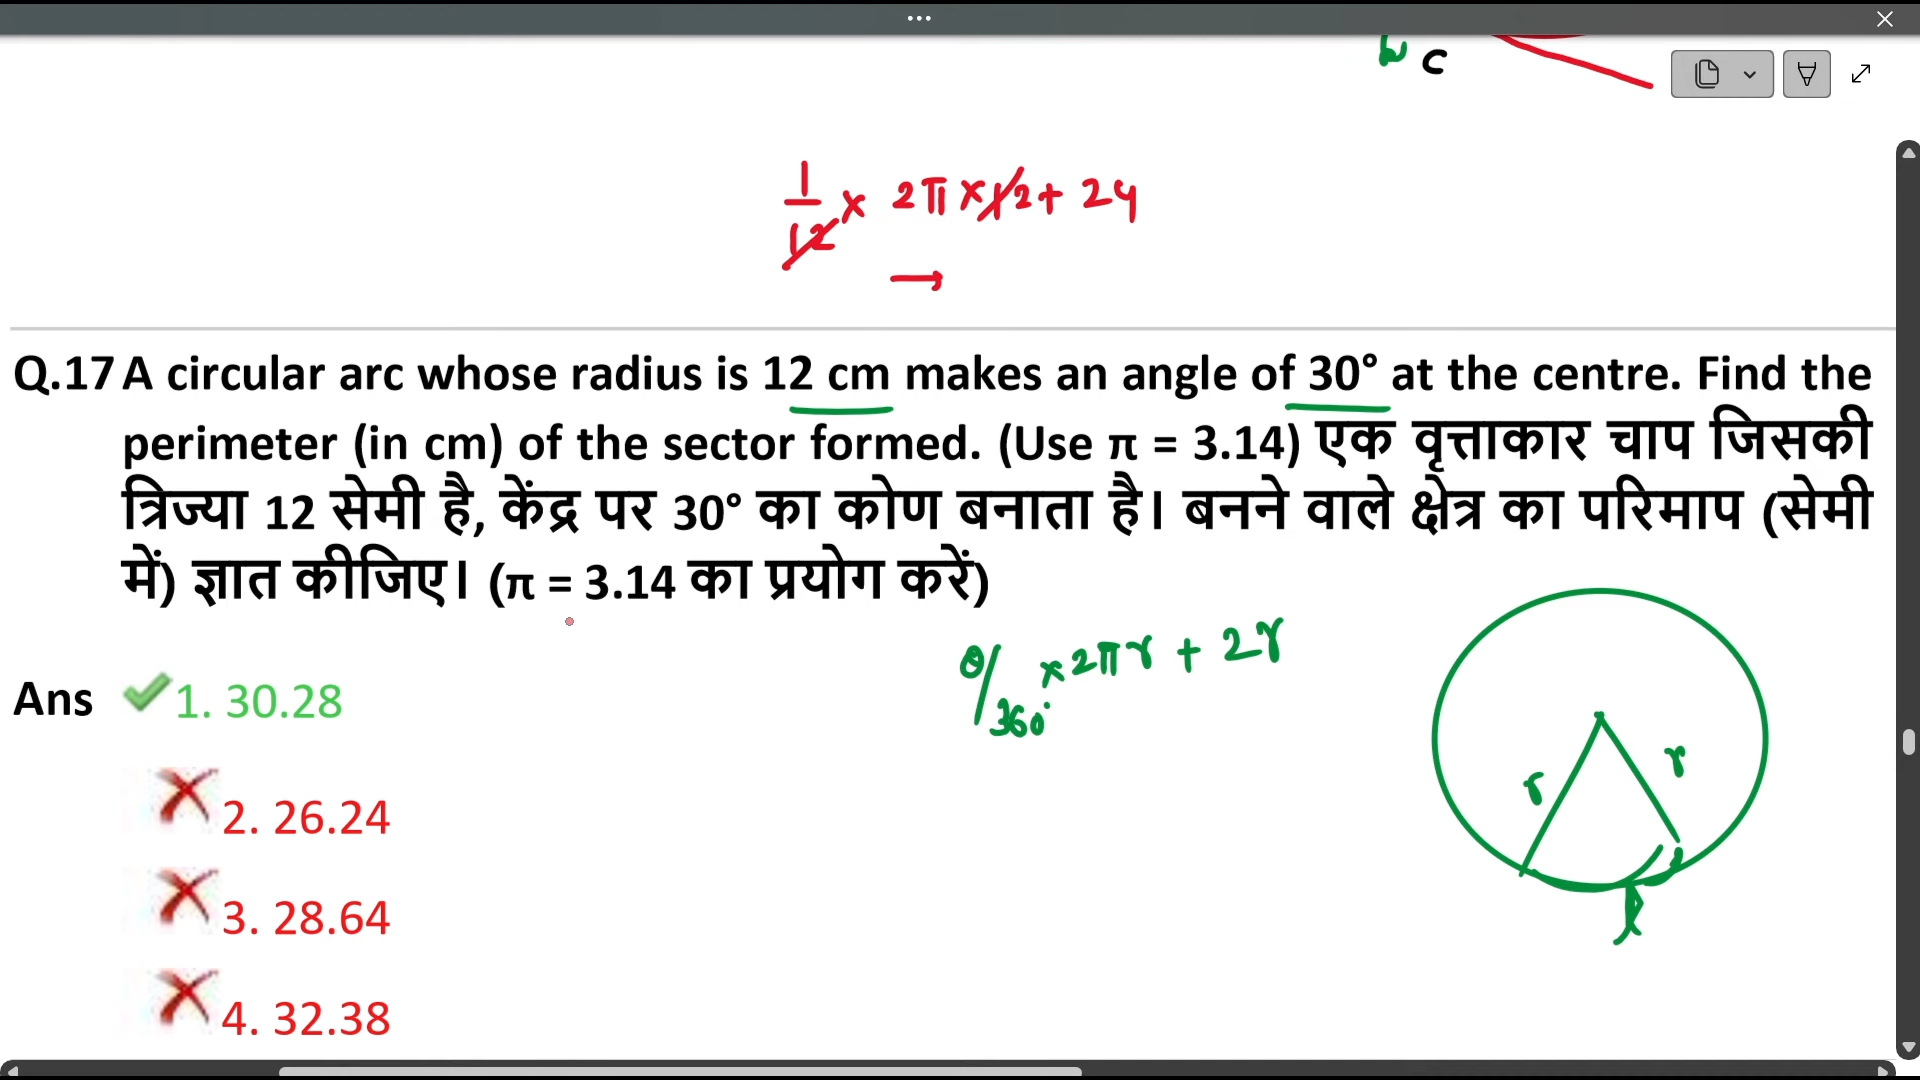 b c
1/12 × 2π × 12 + 24
→
Q.17 A circular arc whose radius is 12 cm makes an angle of 30° at the centre. Find the
perimeter (in cm) of the sector formed. (Use π = 3.14) एक वृत्ताकार चाप जिसकी
त्रिज्या 12 सेमी है, केंद्र पर 30° का कोण बनाता है। बनने वाले क्षेत्र का परिमाप (सेमी
में) ज्ञात कीजिए। (π = 3.14 का प्रयोग करें)
θ/360° × 2πr + 2r
Ans 1. 30.28
r r
2. 26.24
3. 28.64
l
4. 32.38